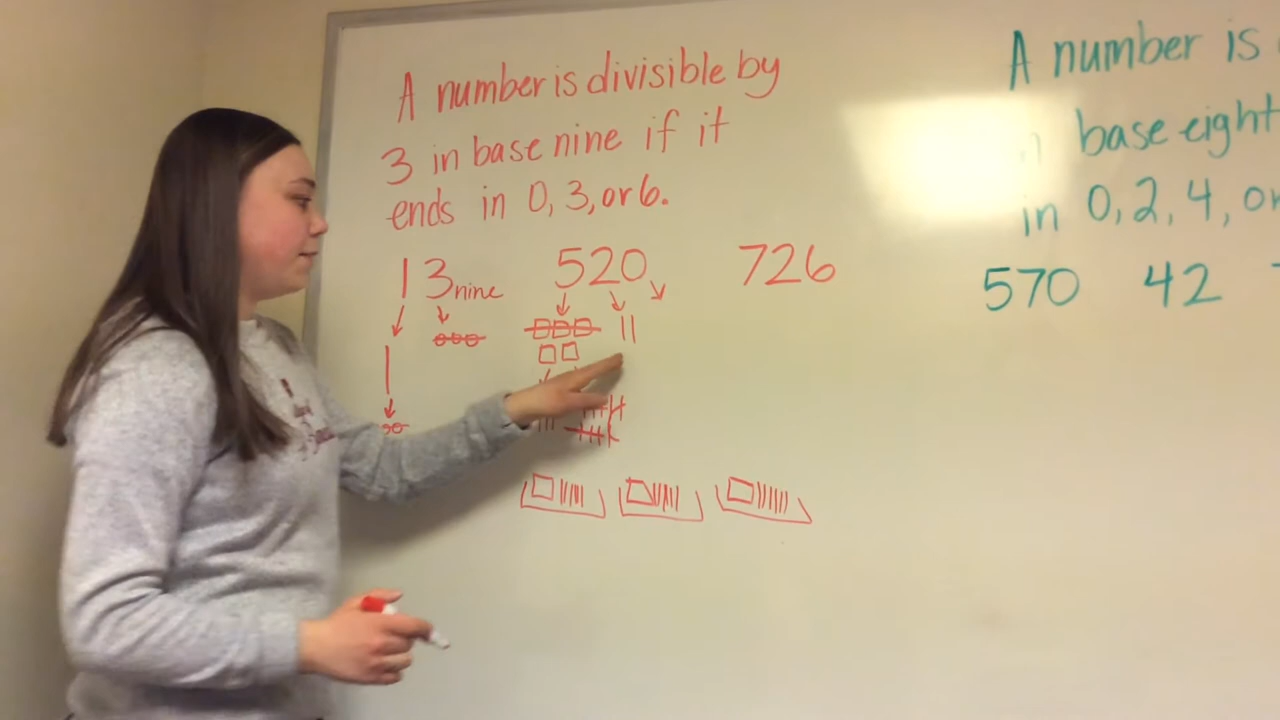 A number is divisible by
3 in base nine if it
ends in 0, 3, or 6.
13nine 520 726
A number is
in base eight
in 0, 2, 4, or
570 42